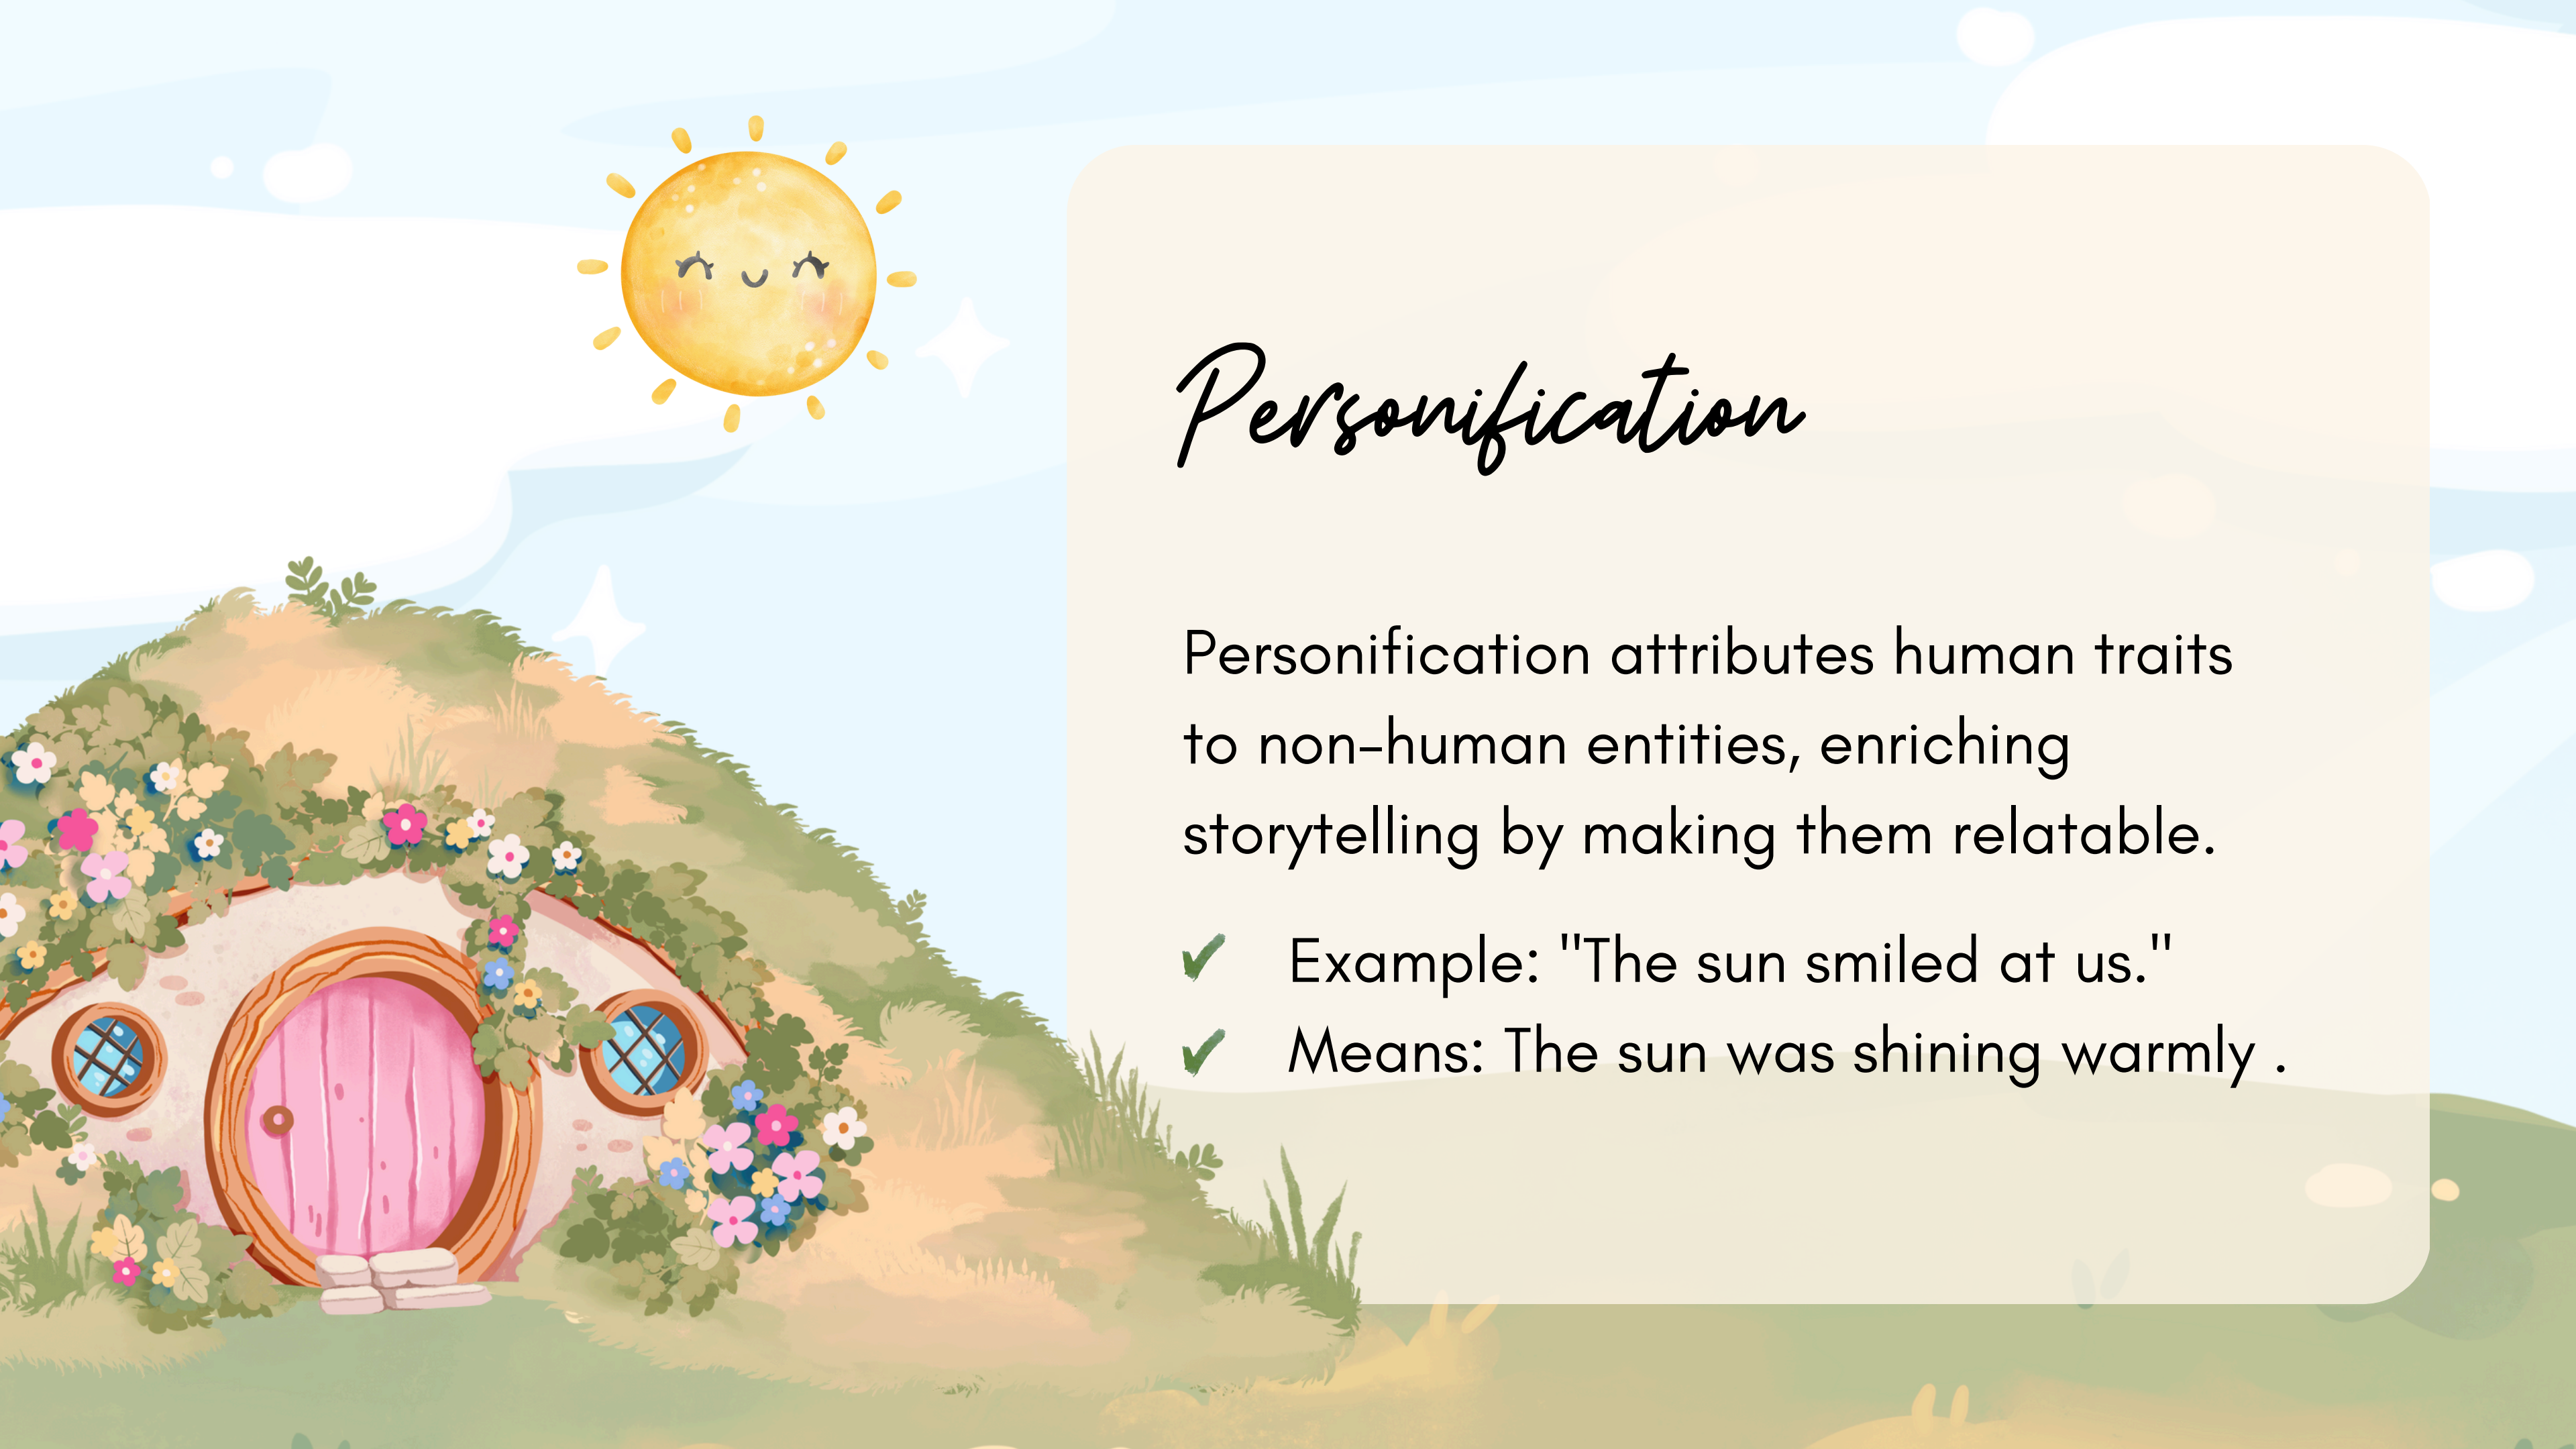 Personification
Personification attributes human traits
to non-human entities, enriching
storytelling by making them relatable.
✔ Example: "The sun smiled at us."
✔ Means: The sun was shining warmly .